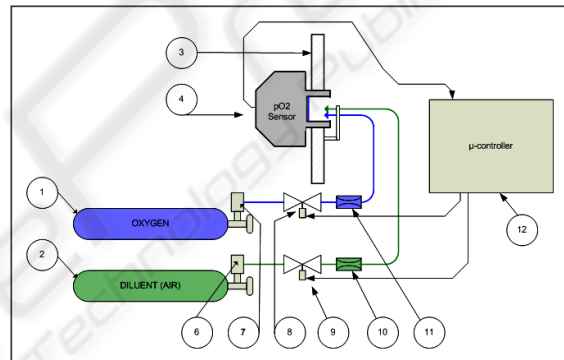 3
4
pO2
Sensor
µ-controller
1
OXYGEN
12
2
DILUENT (AIR)
6
7
8
9
10
11